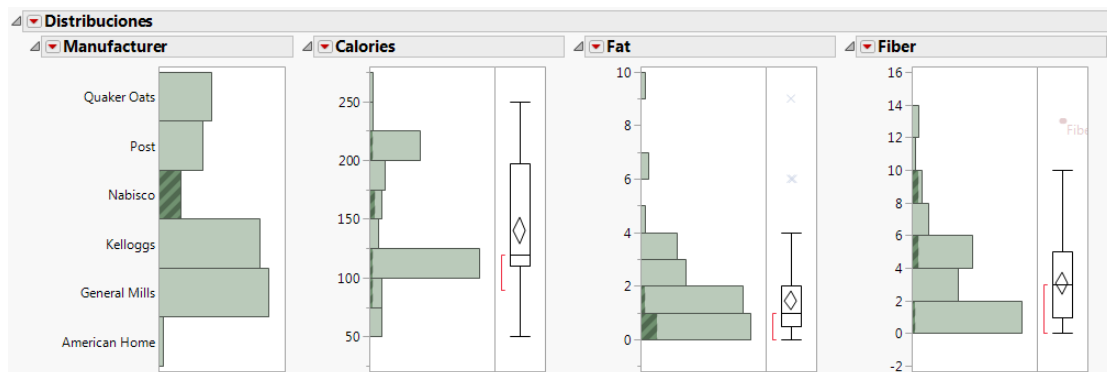 Distribuciones
Manufacturer
Quaker Oats
Post
Nabisco
Kelloggs
General Mills
American Home
Calories
250
200
150
100
50
Fat
10
8
6
4
2
0
Fiber
16
14
12
10
8
6
4
2
0
-2
Fibe